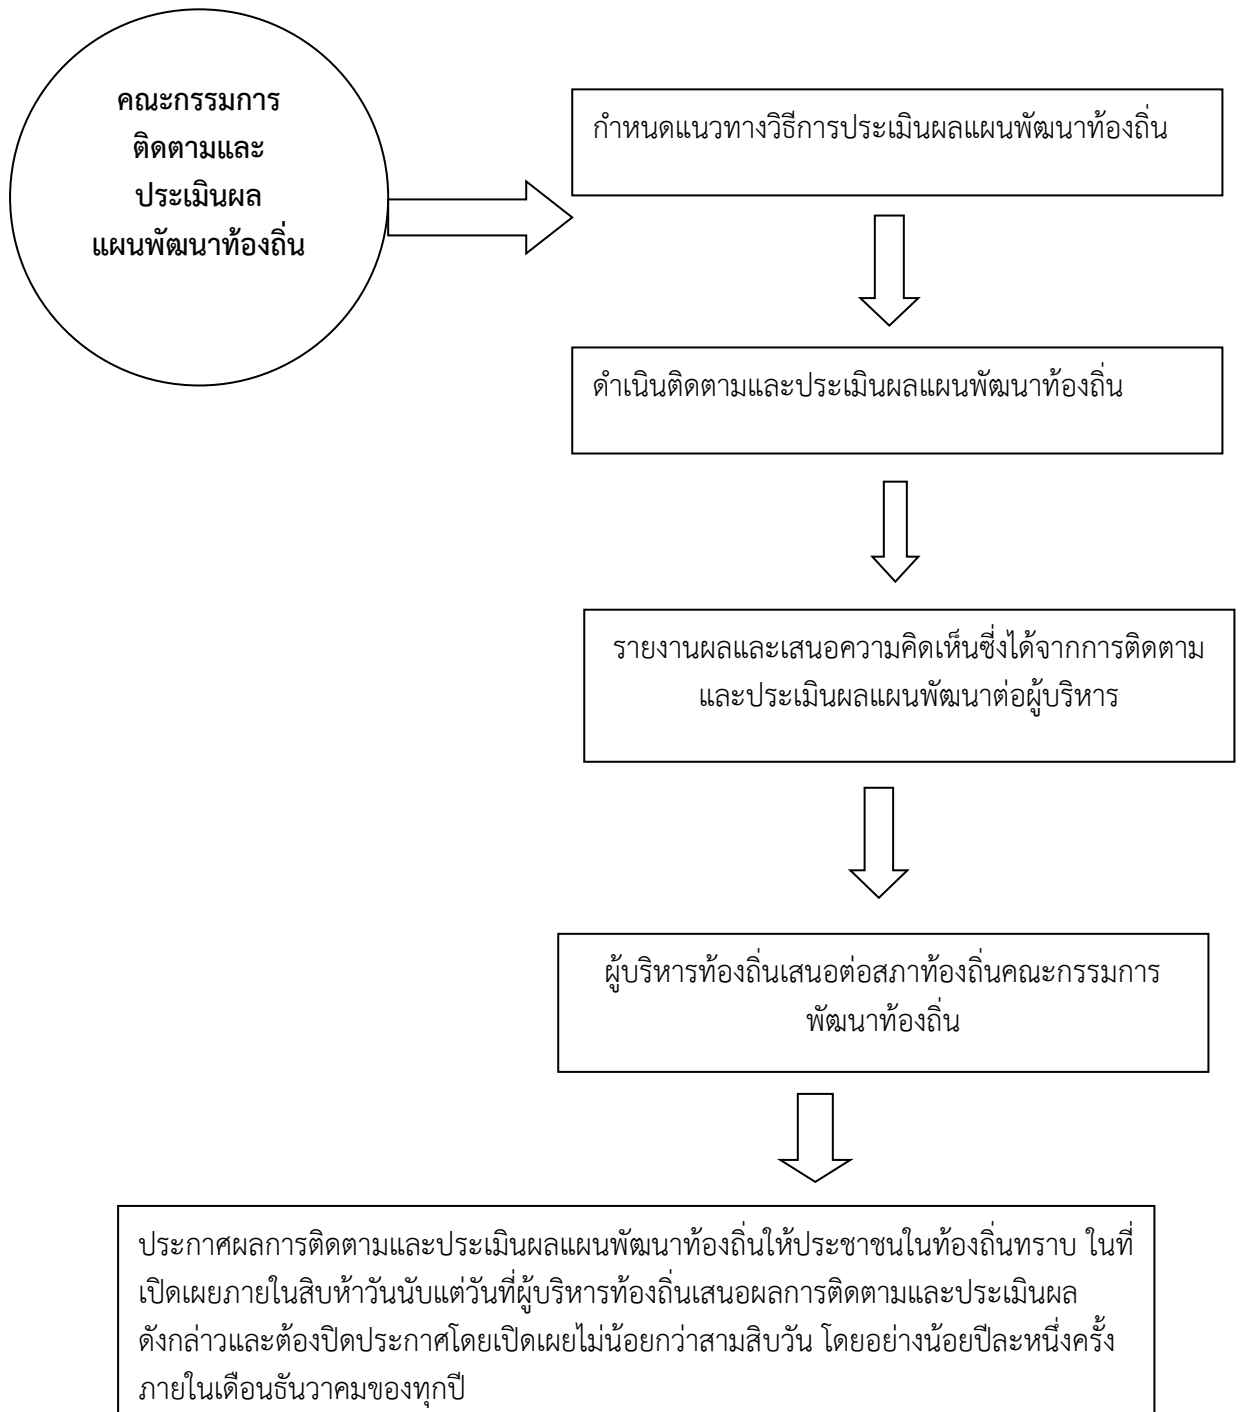 คณะกรรมการ
ติดตามและ
ประเมินผล
แผนพัฒนาท้องถิ่น
กำหนดแนวทางวิธีการประเมินผลแผนพัฒนาท้องถิ่น
ดำเนินติดตามและประเมินผลแผนพัฒนาท้องถิ่น
รายงานผลและเสนอความคิดเห็นซึ่งได้จากการติดตาม
และประเมินผลแผนพัฒนาต่อผู้บริหาร
ผู้บริหารท้องถิ่นเสนอต่อสภาท้องถิ่นคณะกรรมการ
พัฒนาท้องถิ่น
ประกาศผลการติดตามและประเมินผลแผนพัฒนาท้องถิ่นให้ประชาชนในท้องถิ่นทราบ ในที่
เปิดเผยภายในสิบห้าวันนับแต่วันที่ผู้บริหารท้องถิ่นเสนอผลการติดตามและประเมินผล
ดังกล่าวและต้องปิดประกาศโดยเปิดเผยไม่น้อยกว่าสามสิบวัน โดยอย่างน้อยปีละหนึ่งครั้ง
ภายในเดือนธันวาคมของทุกปี